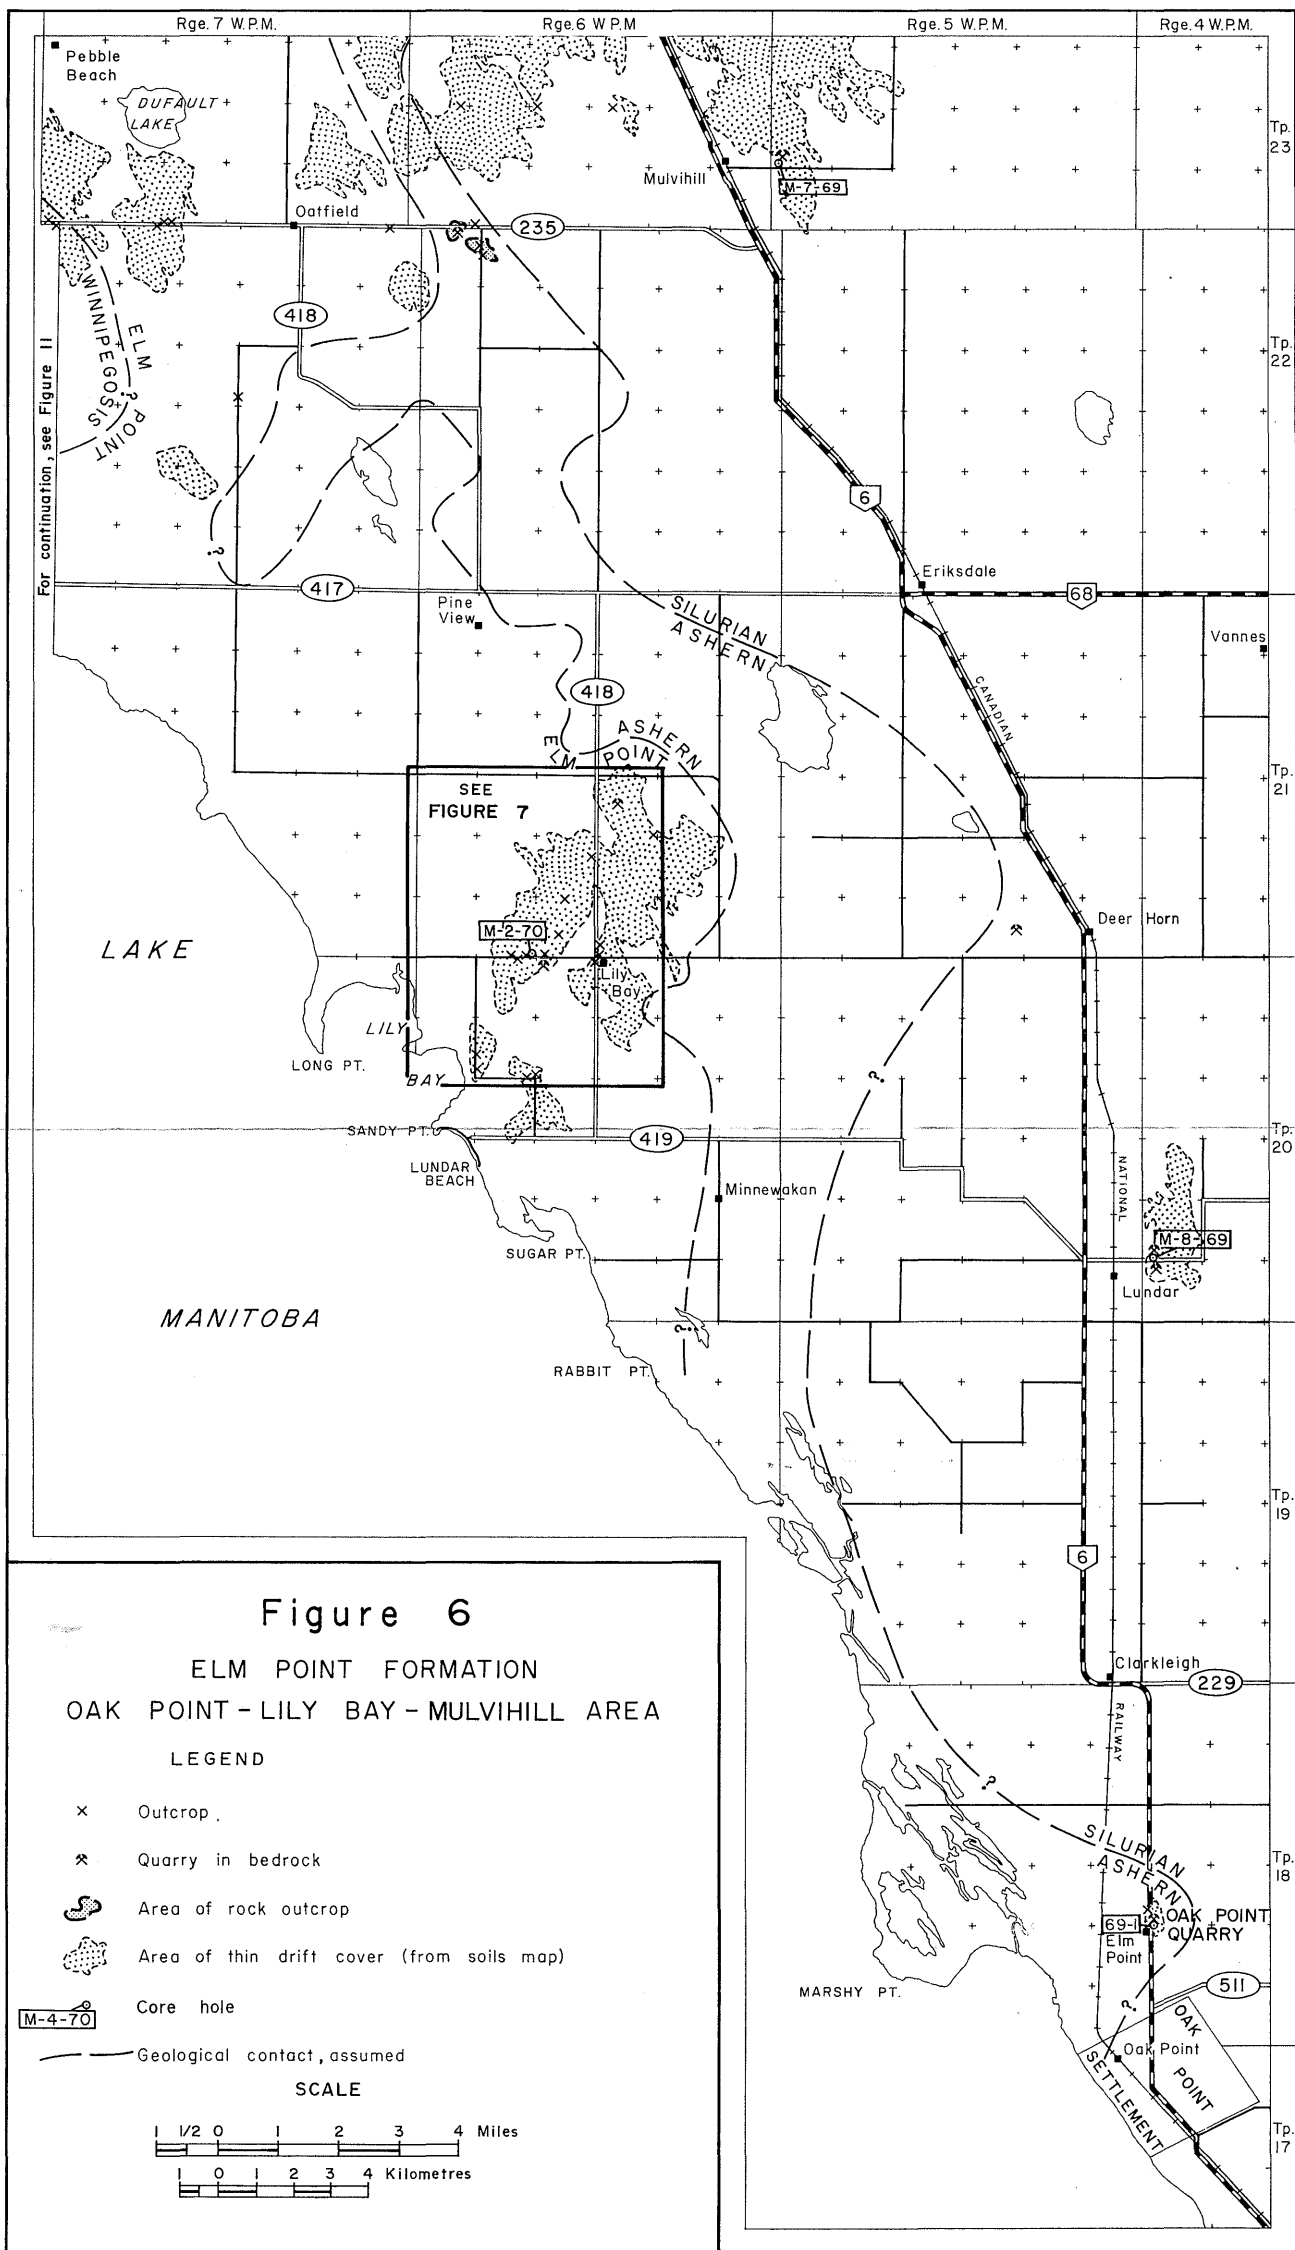 Rge. 7 W.P.M.
Rge. 6 W P.M
Rge. 5 W.P.M.
Rge. 4 W.P.M.
Pebble
Beach
DUFAULT
LAKE
Tp.
23
Mulvihill
M-7-69
Oatfield
235
WINNIPEGOSIS
ELM
POINT
?
418
For continuation, see Figure II
Tp.
22
6
?
417
Eriksdale
68
Pine
View
SILURIAN
ASHERN
Vannes
418
CANADIAN
ASHERN
ELM POINT
Tp.
21
SEE
FIGURE 7
M-2-70
Deer Horn
LAKE
Lily
Bay
LILY
LONG PT.
BAY
?
SANDY PT.
419
Tp.
20
LUNDAR
BEACH
NATIONAL
Minnewakan
SUGAR PT.
M-8-69
Lundar
MANITOBA
?
RABBIT PT.
Tp.
19
6
Clarkleigh
229
RAILWAY
?
SILURIAN
ASHERN
Tp.
18
69-1
OAK POINT
QUARRY
Elm
Point
MARSHY PT.
511
?
OAK
POINT
Oak Point
SETTLEMENT
Tp.
17
Figure 6
ELM POINT FORMATION
OAK POINT - LILY BAY - MULVIHILL AREA
LEGEND
Outcrop.
Quarry in bedrock
Area of rock outcrop
Area of thin drift cover (from soils map)
M-4-70 Core hole
Geological contact, assumed
SCALE
1 1/2 0 1 2 3 4 Miles
1 0 1 2 3 4 Kilometres